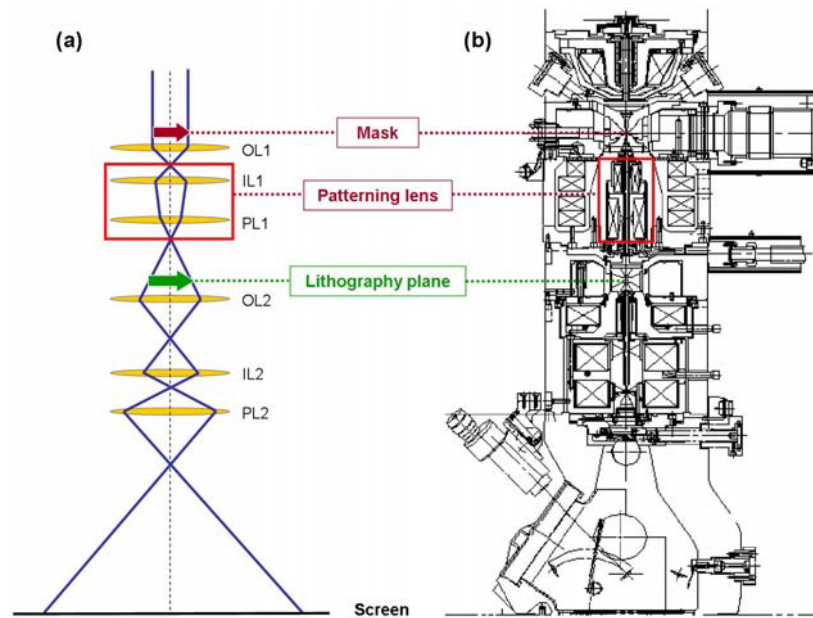 (a)
(b)
Mask
OL1
IL1
Patterning lens
PL1
Lithography plane
OL2
IL2
PL2
Screen